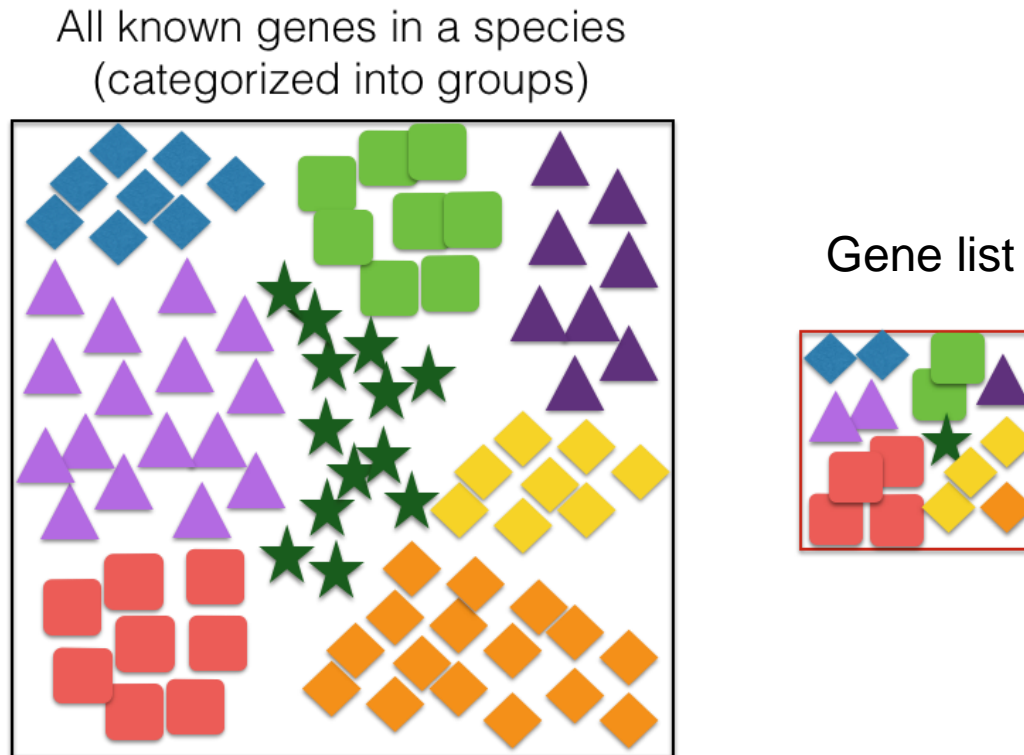 All known genes in a species
(categorized into groups)
Gene list